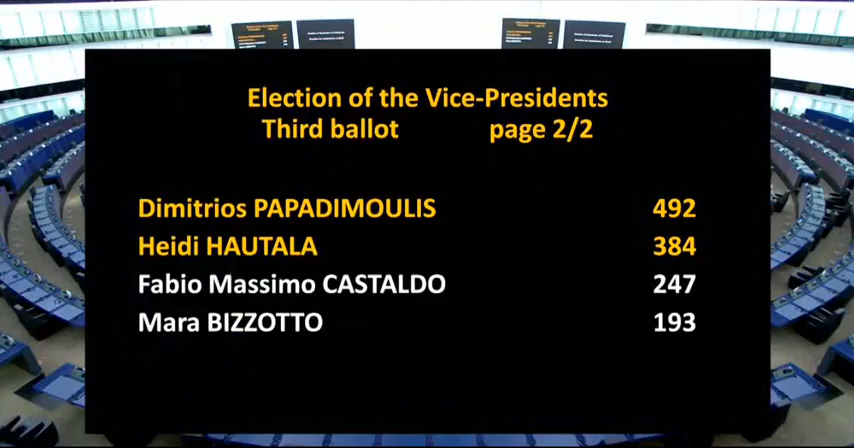 Election of the Vice-Presidents
Third ballot page 2/2
Dimitrios PAPADIMOULIS 492
Heidi HAUTALA 384
Fabio Massimo CASTALDO 247
Mara BIZZOTTO 193